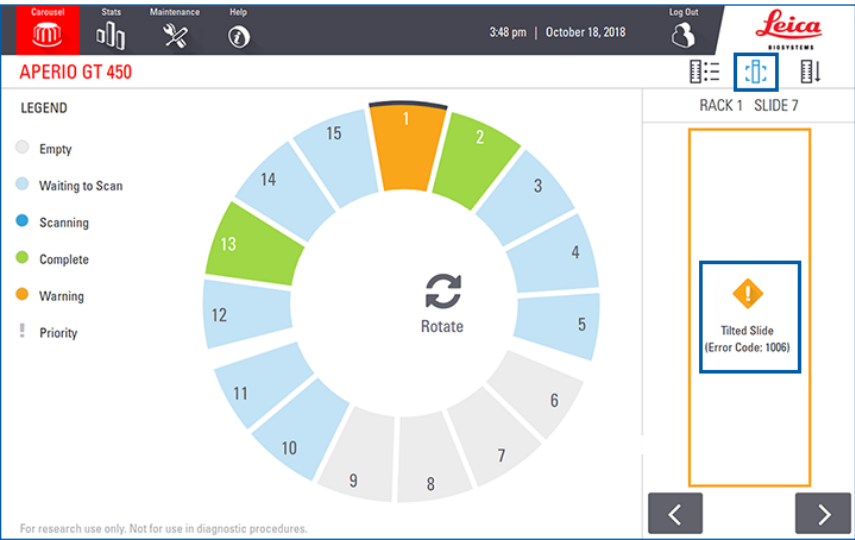 Carousel
Stats
Maintenance
Help
3:48 pm | October 18, 2018
Log Out
Leica
BIOSYSTEMS
APERIO GT 450
LEGEND
Empty
Waiting to Scan
Scanning
Complete
Warning
! Priority
1
2
3
4
5
6
7
8
9
10
11
12
13
14
15
Rotate
RACK 1 SLIDE 7
!
Tilted Slide
(Error Code: 1006)
For research use only. Not for use in diagnostic procedures.